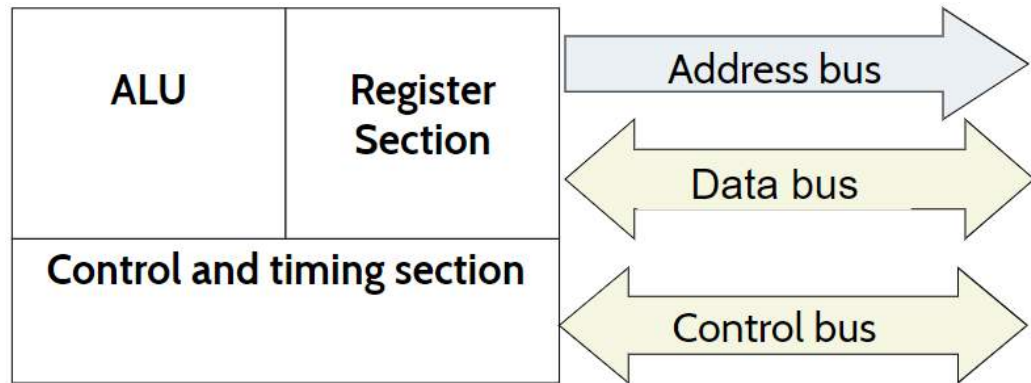 ALU
Register
Section
Control and timing section
Address bus
Data bus
Control bus